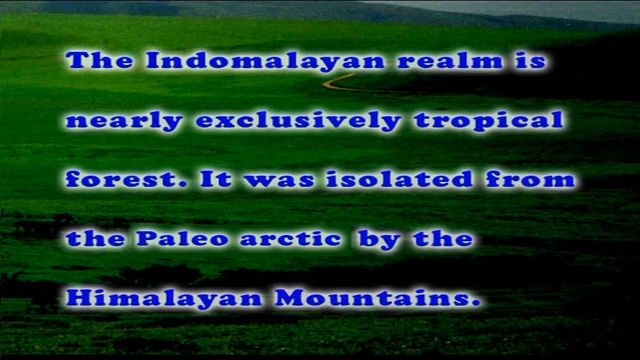 The Indomalayan realm is
nearly exclusively tropical
forest. It was isolated from
the Paleo arctic by the
Himalayan Mountains.